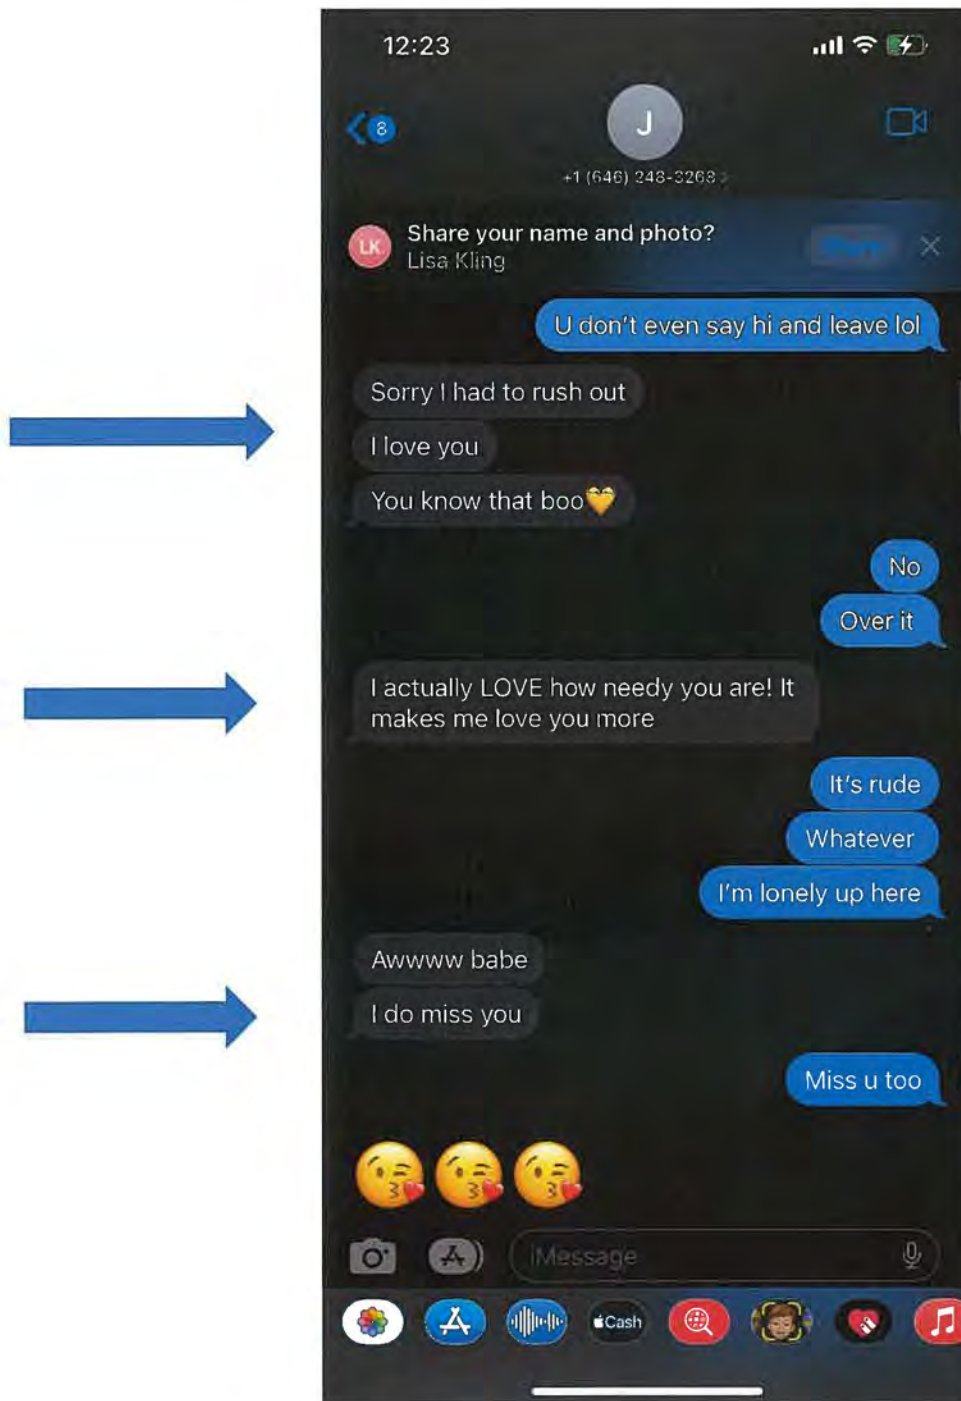 12:23
8
J
+1 (646) 248-3268 >
Share your name and photo?
LK
Share
Lisa Kling
U don't even say hi and leave lol
Sorry I had to rush out
I love you
You know that boo💛
No
Over it
I actually LOVE how needy you are! It
makes me love you more
It's rude
Whatever
I'm lonely up here
Awwww babe
I do miss you
Miss u too
😘😘😘
iMessage
Cash